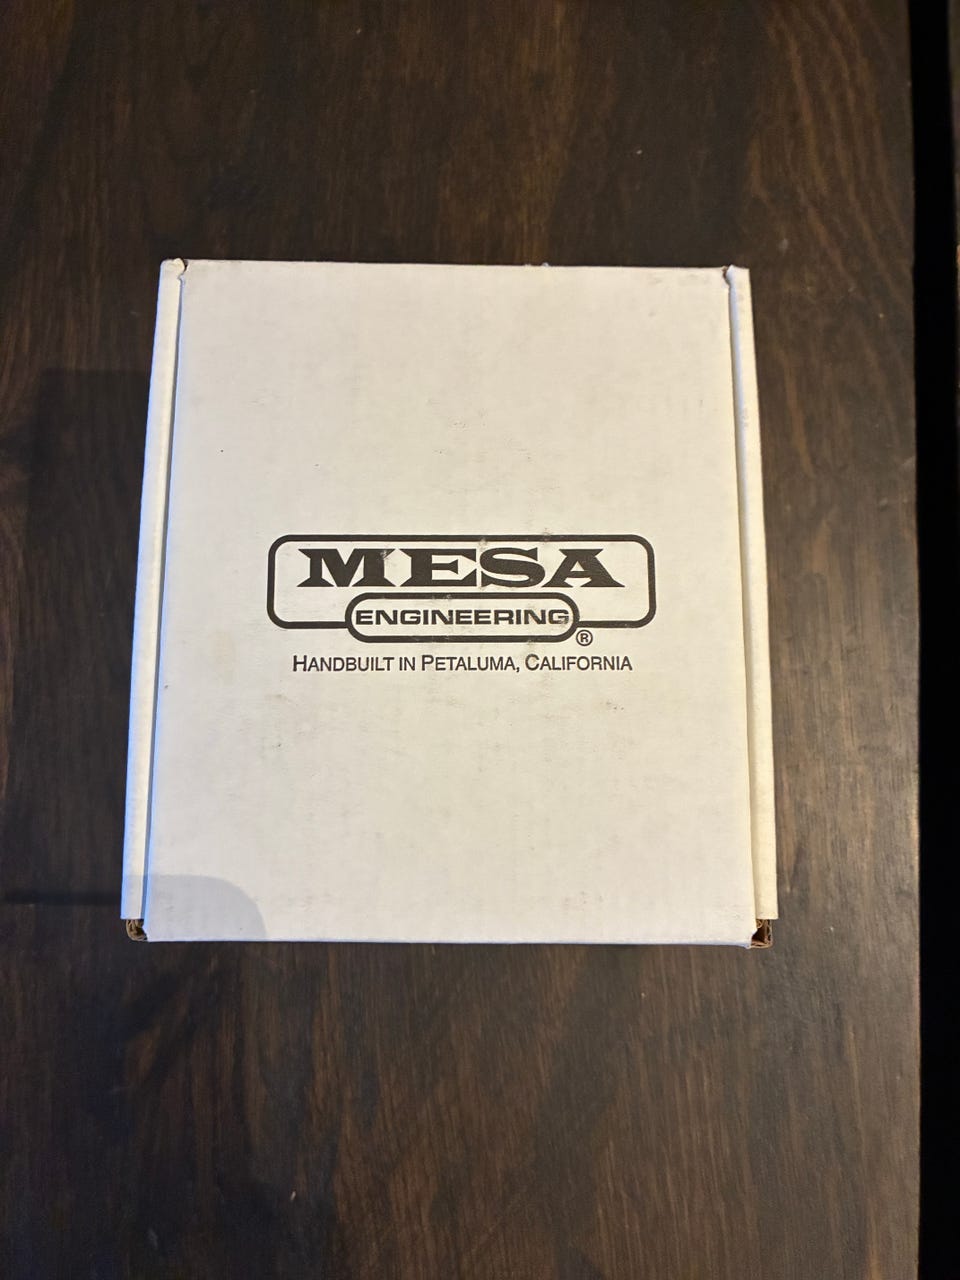 MESA
ENGINEERING®
HANDBUILT IN PETALUMA, CALIFORNIA